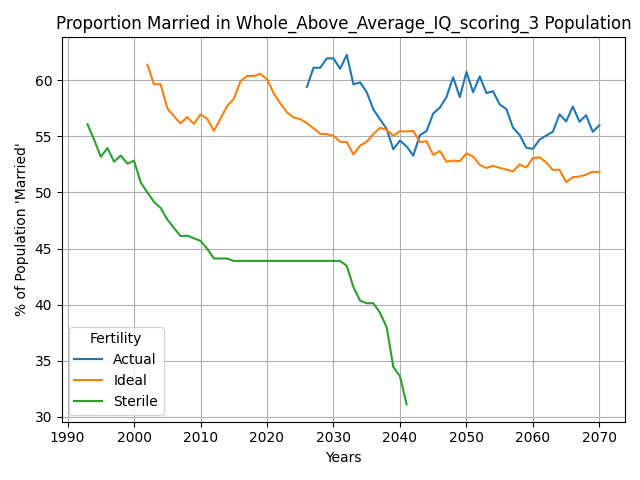 Proportion Married in Whole_Above_Average_IQ_scoring_3 Population
% of Population 'Married'
60
55
50
45
40
35
30
Fertility
Actual
Ideal
Sterile
1990 2000 2010 2020 2030 2040 2050 2060 2070
Years